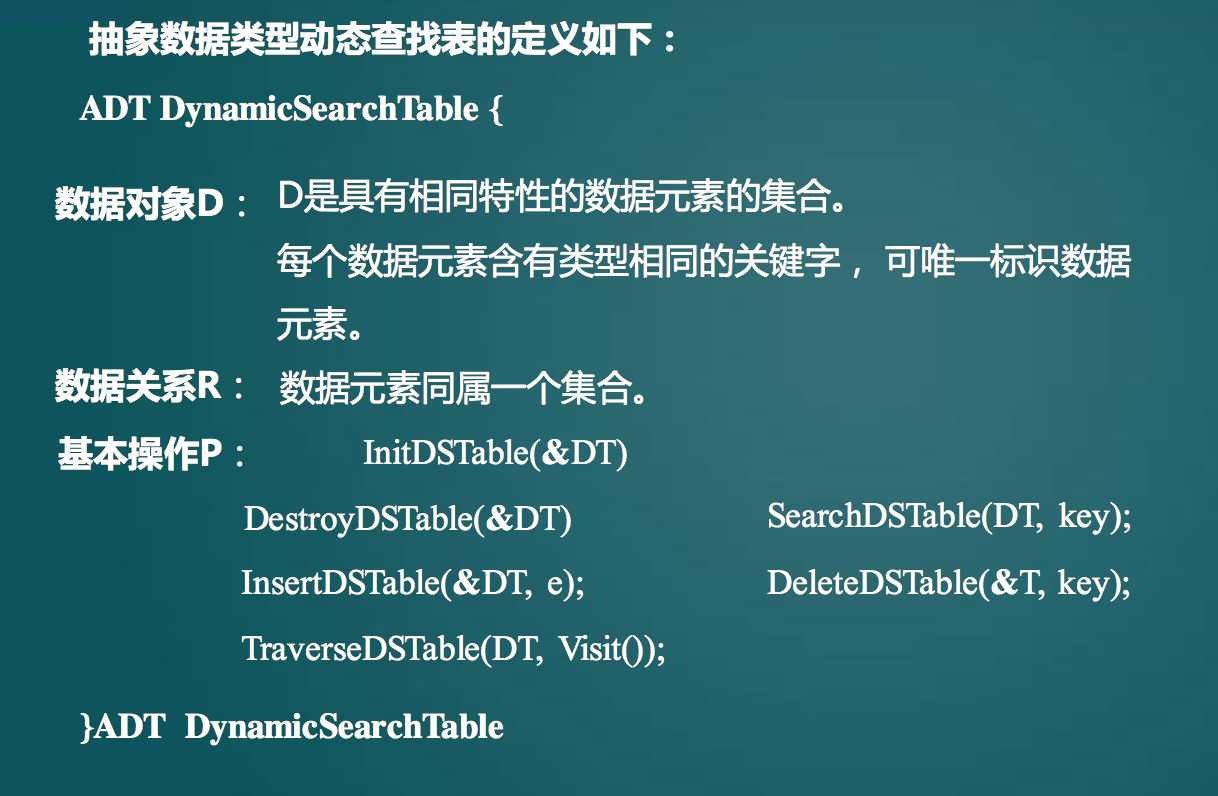 抽象数据类型动态查找表的定义如下：
ADT DynamicSearchTable {
数据对象D： D是具有相同特性的数据元素的集合。
每个数据元素含有类型相同的关键字，可唯一标识数据
元素。
数据关系R： 数据元素同属一个集合。
基本操作P： InitDSTable(&DT)
DestroyDSTable(&DT) SearchDSTable(DT, key);
InsertDSTable(&DT, e); DeleteDSTable(&T, key);
TraverseDSTable(DT, Visit());
}ADT DynamicSearchTable